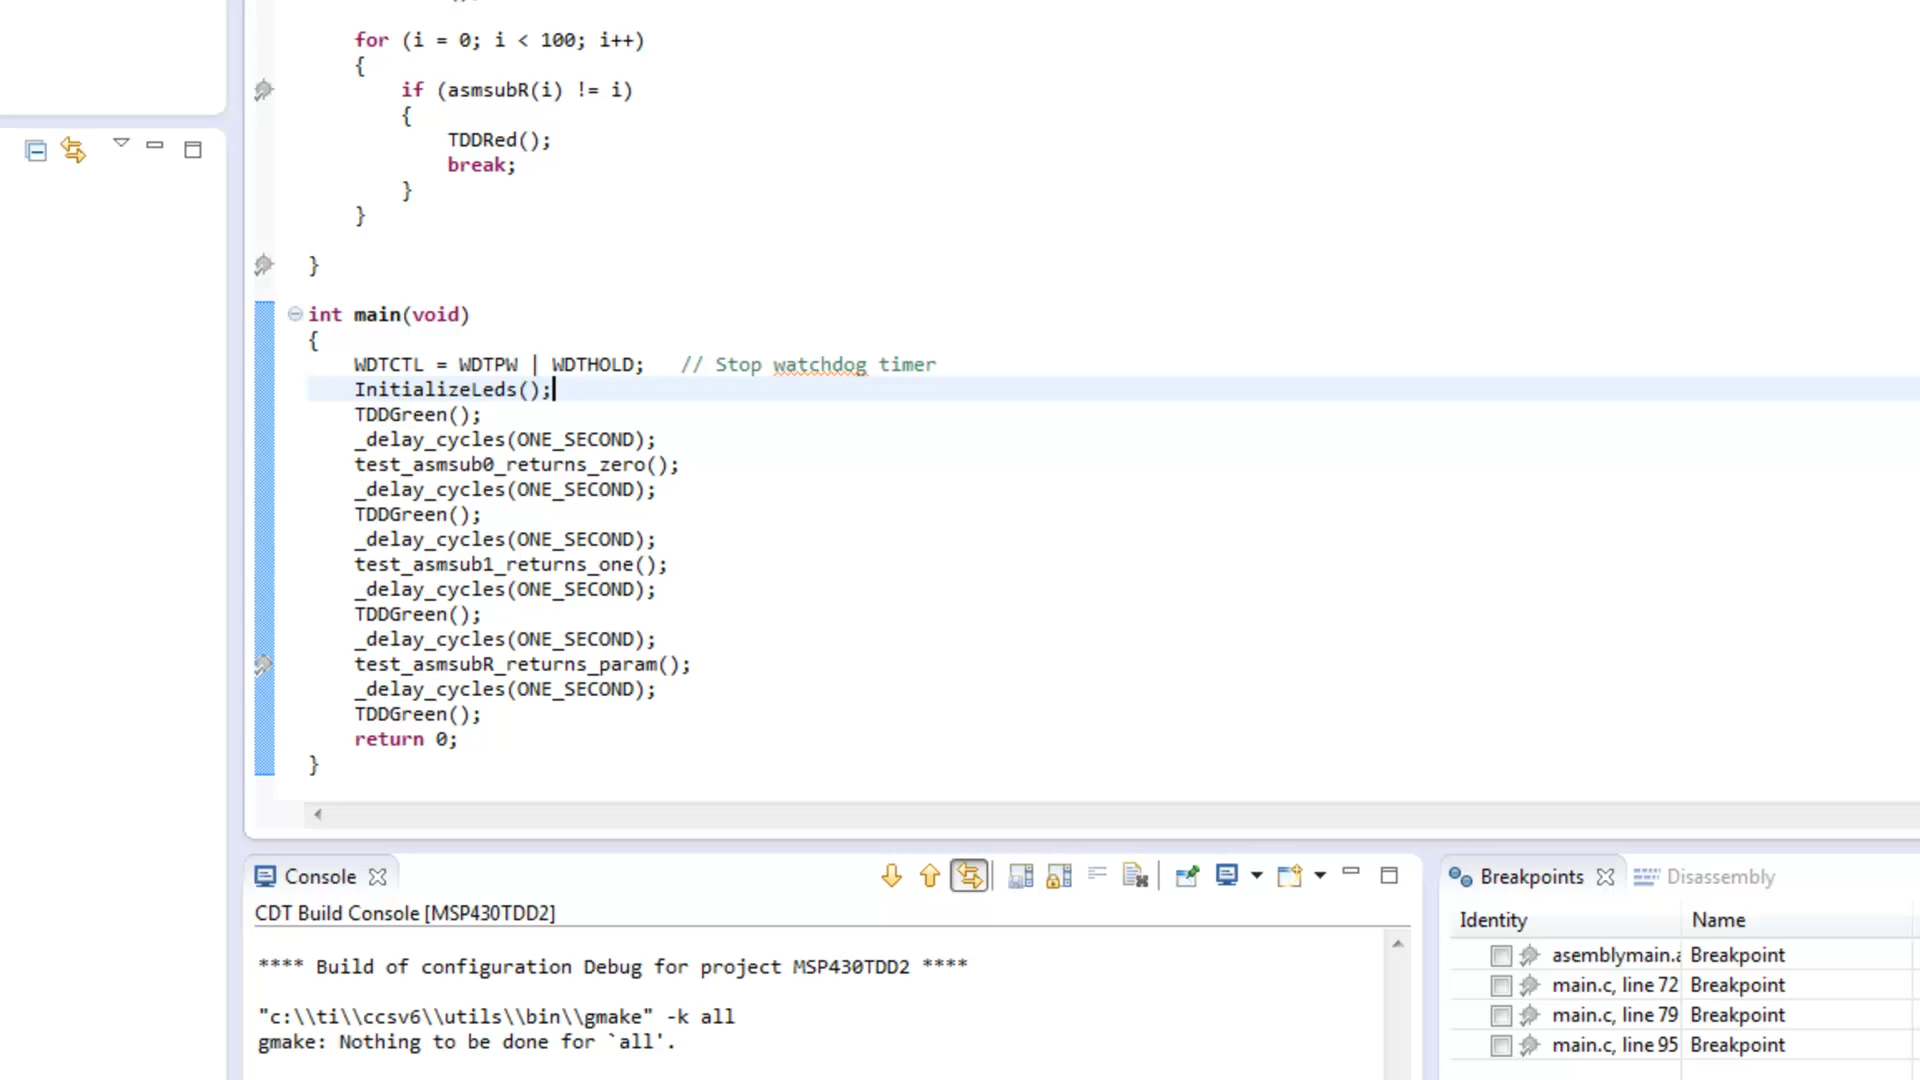 for (i = 0; i < 100; i++)
{
if (asmsubR(i) != i)
{
TDDRed();
break;
}
}
}
int main(void)
{
WDTCTL = WDTPW | WDTHOLD;   // Stop watchdog timer
InitializeLeds();
TDDGreen();
_delay_cycles(ONE_SECOND);
test_asmsub0_returns_zero();
_delay_cycles(ONE_SECOND);
TDDGreen();
_delay_cycles(ONE_SECOND);
test_asmsub1_returns_one();
_delay_cycles(ONE_SECOND);
TDDGreen();
_delay_cycles(ONE_SECOND);
test_asmsubR_returns_param();
_delay_cycles(ONE_SECOND);
TDDGreen();
return 0;
}
Console
CDT Build Console [MSP430TDD2]
**** Build of configuration Debug for project MSP430TDD2 ****
"c:\\ti\\ccsv6\\utils\\bin\\gmake" -k all
gmake: Nothing to be done for `all'.
Breakpoints Disassembly
Identity Name
asemblymain.a Breakpoint
main.c, line 72 Breakpoint
main.c, line 79 Breakpoint
main.c, line 95 Breakpoint